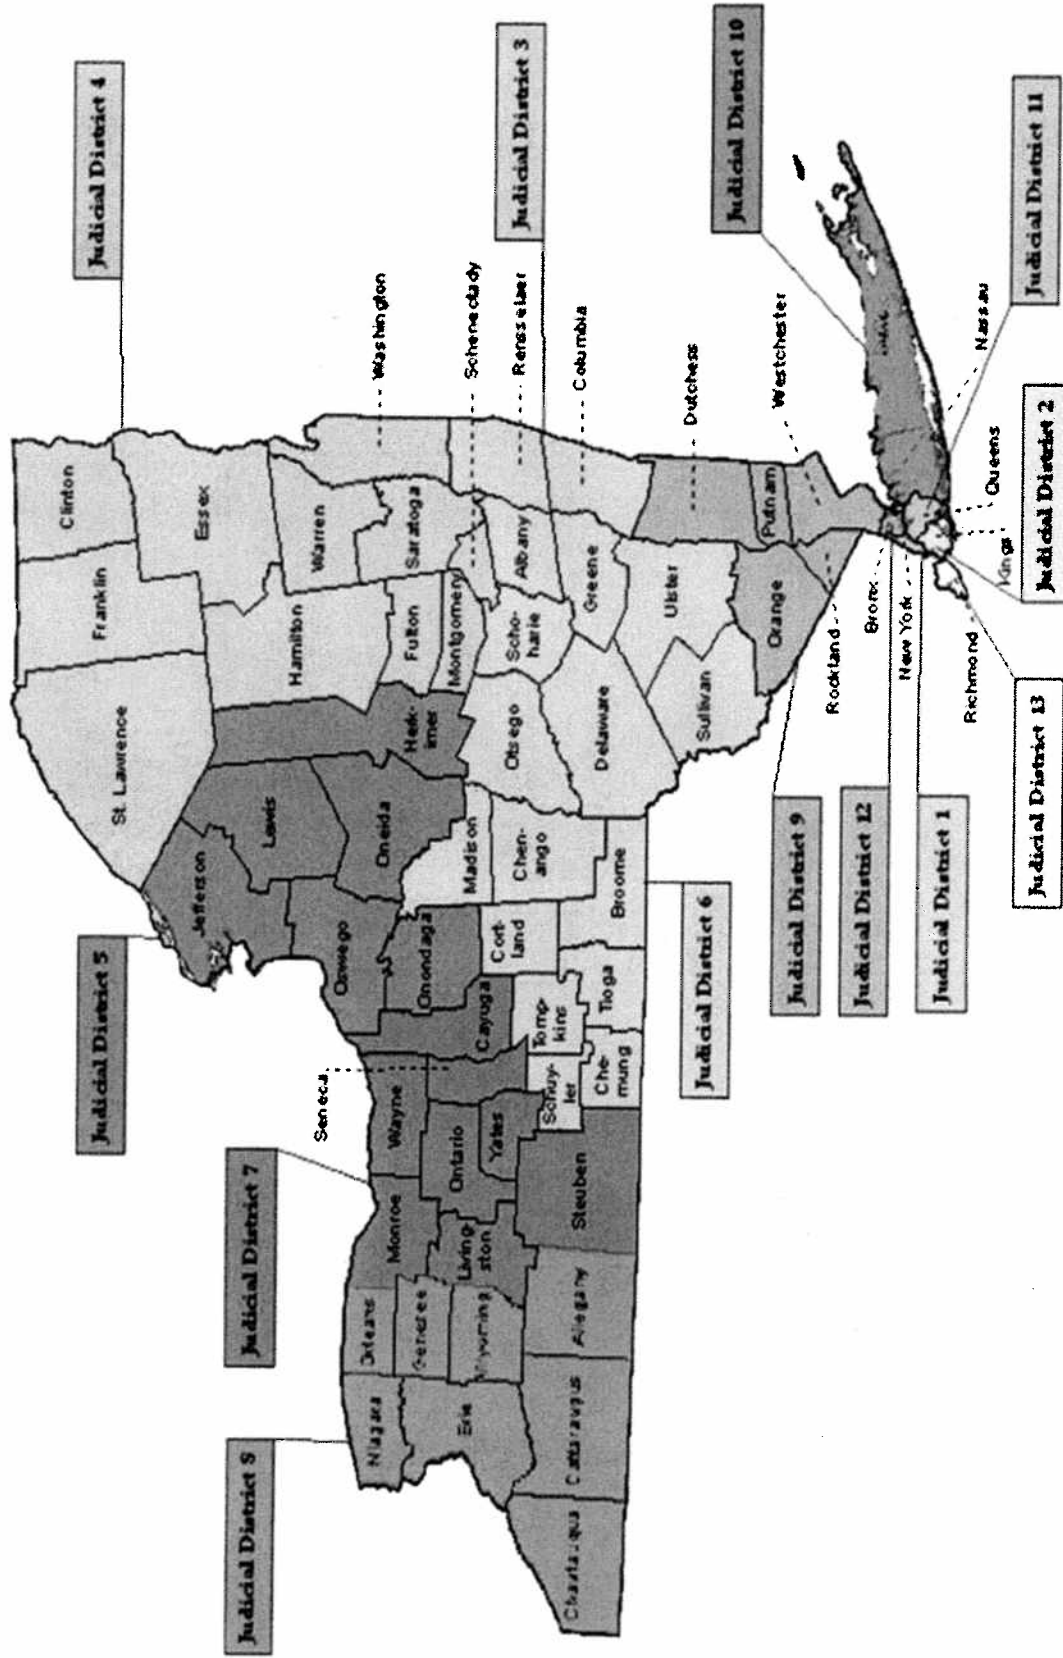 Judicial District 4
Judicial District 3
Judicial District 10
Judicial District 11
Judicial District 2
Judicial District 13
Judicial District 5
Judicial District 7
Judicial District 8
Judicial District 6
Judicial District 9
Judicial District 12
Judicial District 1
Clinton
Franklin
St. Lawrence
Essex
Hamilton
Warren
Washington
Saratoga
Fulton
Montgomery
Schenectady
Rensselaer
Albany
Scho-
harie
Otsego
Herk-
imer
Jefferson
Lewis
Oneida
Oswego
Onondaga
Madison
Chen-
ango
Cort-
land
Cayuga
Seneca
Wayne
Ontario
Yates
Monroe
Living-
ston
Orleans
Genesee
Wyoming
Niagara
Erie
Chautauqua
Cattaraugus
Allegany
Steuben
Schuy-
ler
Che-
mung
Tomp-
kins
Tioga
Broome
Delaware
Greene
Columbia
Ulster
Sullivan
Orange
Dutchess
Putnam
Westchester
Rockland
Bronx
New York
Richmond
Kings
Queens
Nassau